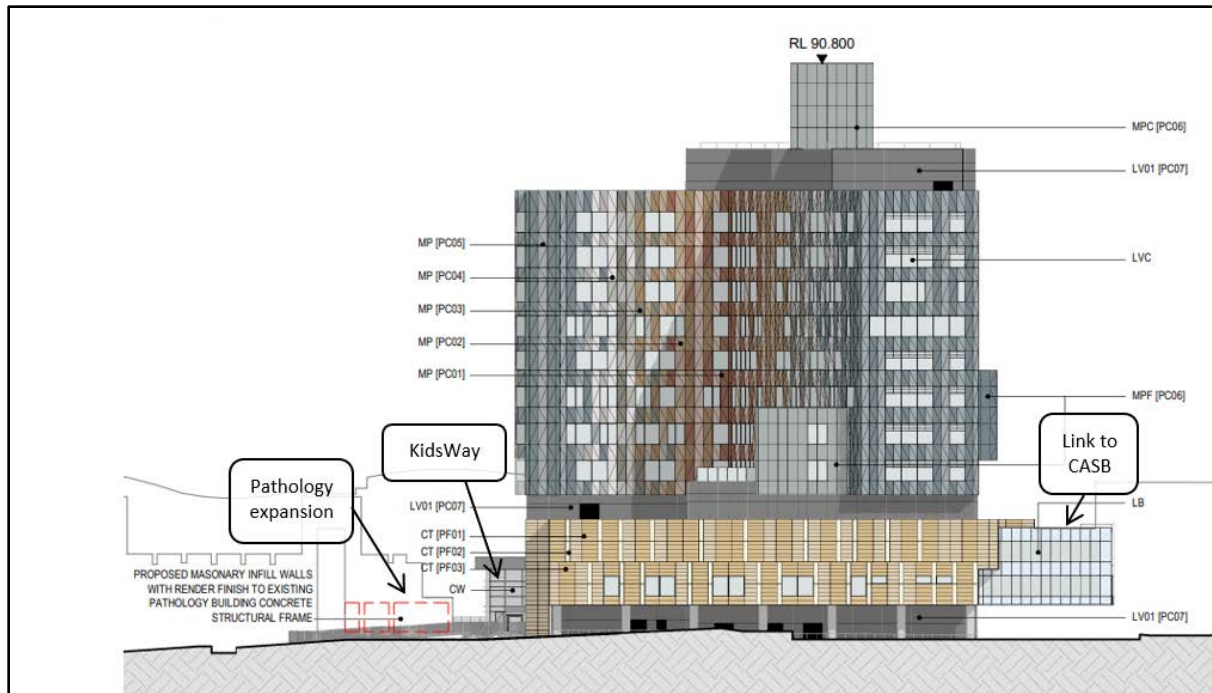 RL 90.800
MPC [PC06]
LV01 [PC07]
MP [PC05]
LVC
MP [PC04]
MP [PC03]
MP [PC02]
MP [PC01]
MPF [PC06]
KidsWay
Link to
CASB
Pathology
expansion
LV01 [PC07]
LB
CT [PF01]
CT [PF02]
CT [PF03]
CW
PROPOSED MASONARY INFILL WALLS
WITH RENDER FINISH TO EXISTING
PATHOLOGY BUILDING CONCRETE
STRUCTURAL FRAME
LV01 [PC07]